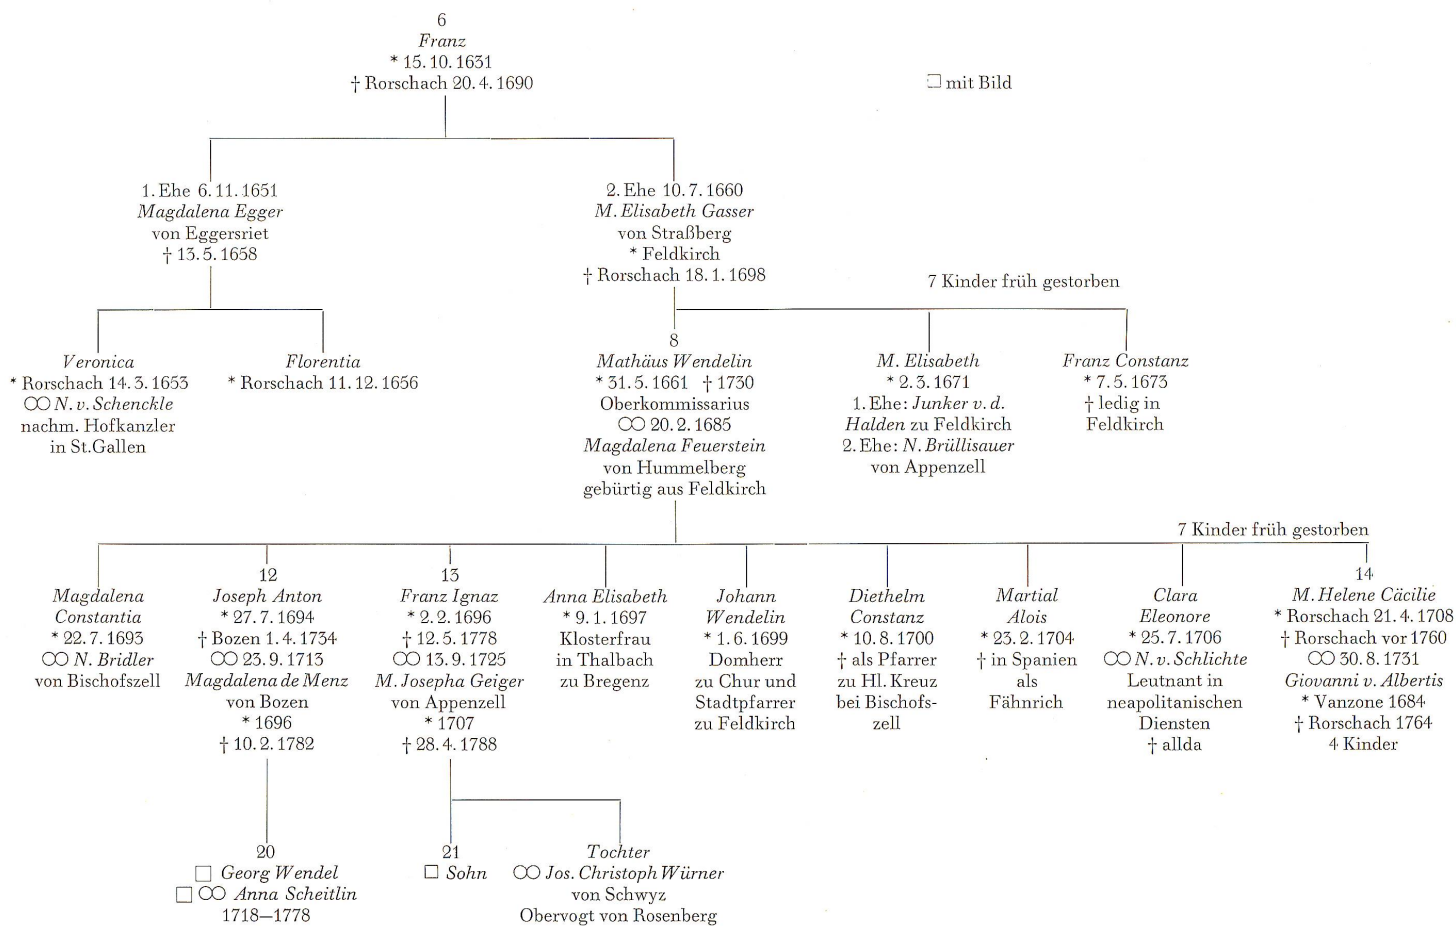 6
Franz
* 15. 10. 1631
† Rorschach 20. 4. 1690
□ mit Bild
1. Ehe 6. 11. 1651
Magdalena Egger
von Eggersriet
† 13. 5. 1658
2. Ehe 10. 7. 1660
M. Elisabeth Gasser
von Straßberg
* Feldkirch
† Rorschach 18. 1. 1698
7 Kinder früh gestorben
Veronica
* Rorschach 14. 3. 1653
⚭ N. v. Schenckle
nachm. Hofkanzler
in St.Gallen
Florentia
* Rorschach 11. 12. 1656
8
Mathäus Wendelin
* 31. 5. 1661 † 1730
Oberkommissarius
⚭ 20. 2. 1685
Magdalena Feuerstein
von Hummelberg
gebürtig aus Feldkirch
M. Elisabeth
* 2. 3. 1671
1. Ehe: Junker v. d.
Halden zu Feldkirch
2. Ehe: N. Brüllisauer
von Appenzell
Franz Constanz
* 7. 5. 1673
† ledig in
Feldkirch
7 Kinder früh gestorben
Magdalena
Constantia
* 22. 7. 1693
⚭ N. Bridler
von Bischofszell
12
Joseph Anton
* 27. 7. 1694
† Bozen 1. 4. 1734
⚭ 23. 9. 1713
Magdalena de Menz
von Bozen
* 1696
† 10. 2. 1782
13
Franz Ignaz
* 2. 2. 1696
† 12. 5. 1778
⚭ 13. 9. 1725
M. Josepha Geiger
von Appenzell
* 1707
† 28. 4. 1788
Anna Elisabeth
* 9. 1. 1697
Klosterfrau
in Thalbach
zu Bregenz
Johann
Wendelin
* 1. 6. 1699
Domherr
zu Chur und
Stadtpfarrer
zu Feldkirch
Diethelm
Constanz
* 10. 8. 1700
† als Pfarrer
zu Hl. Kreuz
bei Bischofs-
zell
Martial
Alois
* 23. 2. 1704
† in Spanien
als
Fähnrich
Clara
Eleonore
* 25. 7. 1706
⚭ N. v. Schlichte
Leutnant in
neapolitanischen
Diensten
† allda
14
M. Helene Cäcilie
* Rorschach 21. 4. 1708
† Rorschach vor 1760
⚭ 30. 8. 1731
Giovanni v. Albertis
* Vanzone 1684
† Rorschach 1764
4 Kinder
20
□ Georg Wendel
□ ⚭ Anna Scheitlin
1718—1778
21
□ Sohn
Tochter
⚭ Jos. Christoph Würner
von Schwyz
Obervogt von Rosenberg